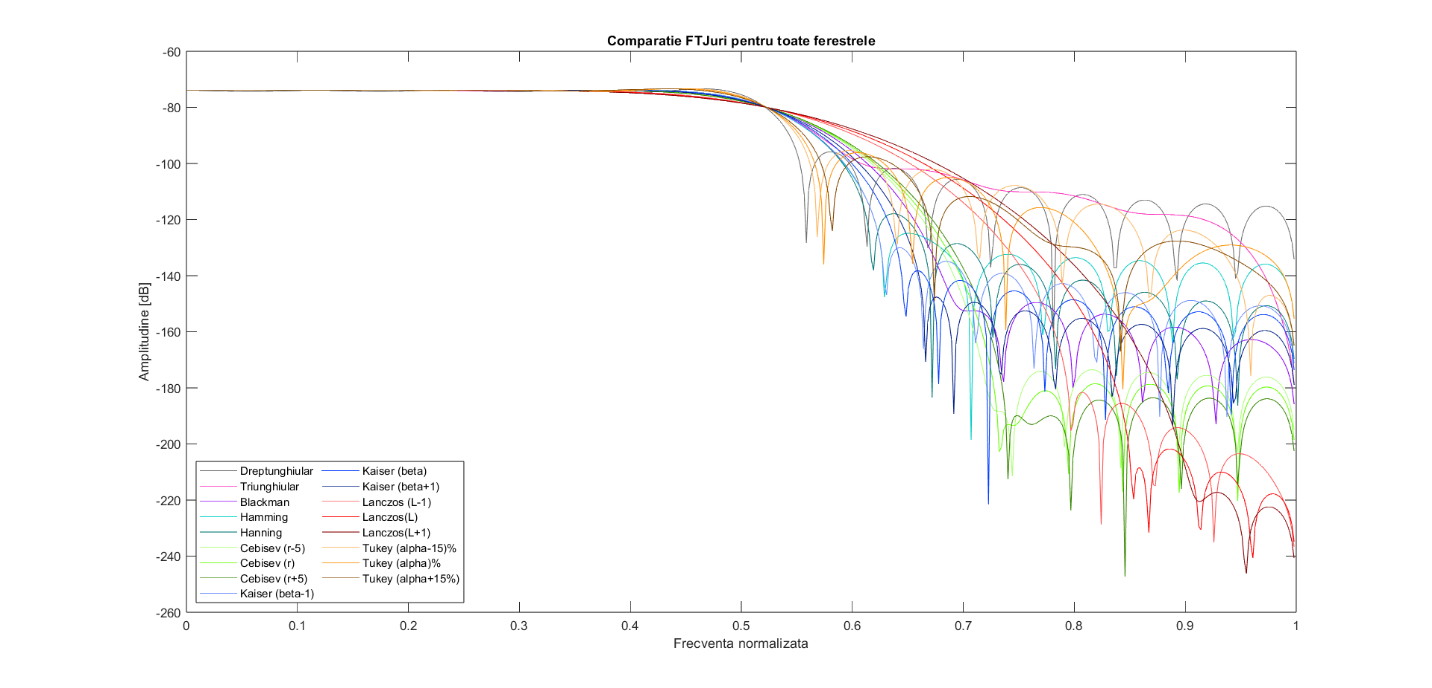 Comparatie FTJuri pentru toate ferestrele
-60
-80
-100
-120
-140
-160
-180
-200
-220
-240
-260
Amplitudine [dB]
Dreptunghiular
Triunghiular
Blackman
Hamming
Hanning
Cebisev (r-5)
Cebisev (r)
Cebisev (r+5)
Kaiser (beta-1)
Kaiser (beta)
Kaiser (beta+1)
Lanczos (L-1)
Lanczos(L)
Lanczos(L+1)
Tukey (alpha-15)%
Tukey (alpha)%
Tukey (alpha+15%)
0 0.1 0.2 0.3 0.4 0.5 0.6 0.7 0.8 0.9 1
Frecventa normalizata